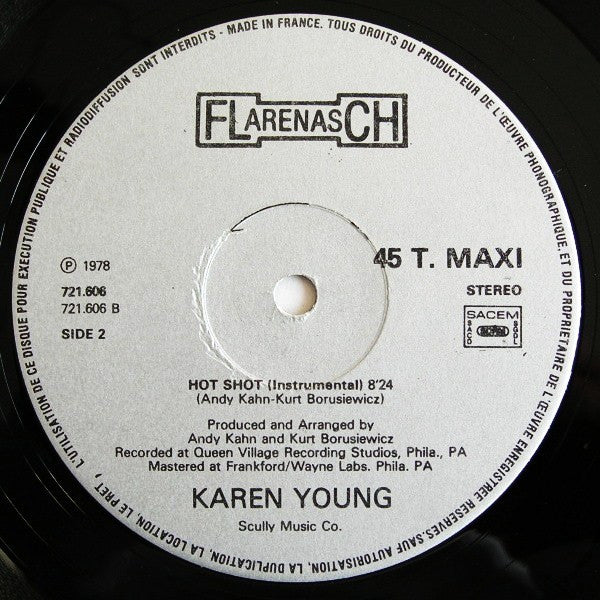 L'UTILISATION DE CE DISQUE POUR EXECUTION PUBLIQUE ET RADIODIFFUSION SONT INTERDITS - MADE IN FRANCE. TOUS DROITS DU PRODUCTEUR DE L'ŒUVRE PHONOGRAPHIQUE, ET DU PROPRIETAIRE DE L'ŒUVRE ENREGISTREE RESERVES. SAUF AUTORISATION, LA DUPLICATION, LA LOCATION, LE PRET,
FLARENASCH
℗ 1978
45 T. MAXI
721.606
STEREO
721.606 B
SACEM
SACD
SDRL
SIDE 2
HOT SHOT (Instrumental) 8'24
(Andy Kahn-Kurt Borusiewicz)
Produced and Arranged by
Andy Kahn and Kurt Borusiewicz
Recorded at Queen Village Recording Studios, Phila., PA
Mastered at Frankford/Wayne Labs. Phila. PA
KAREN YOUNG
Scully Music Co.